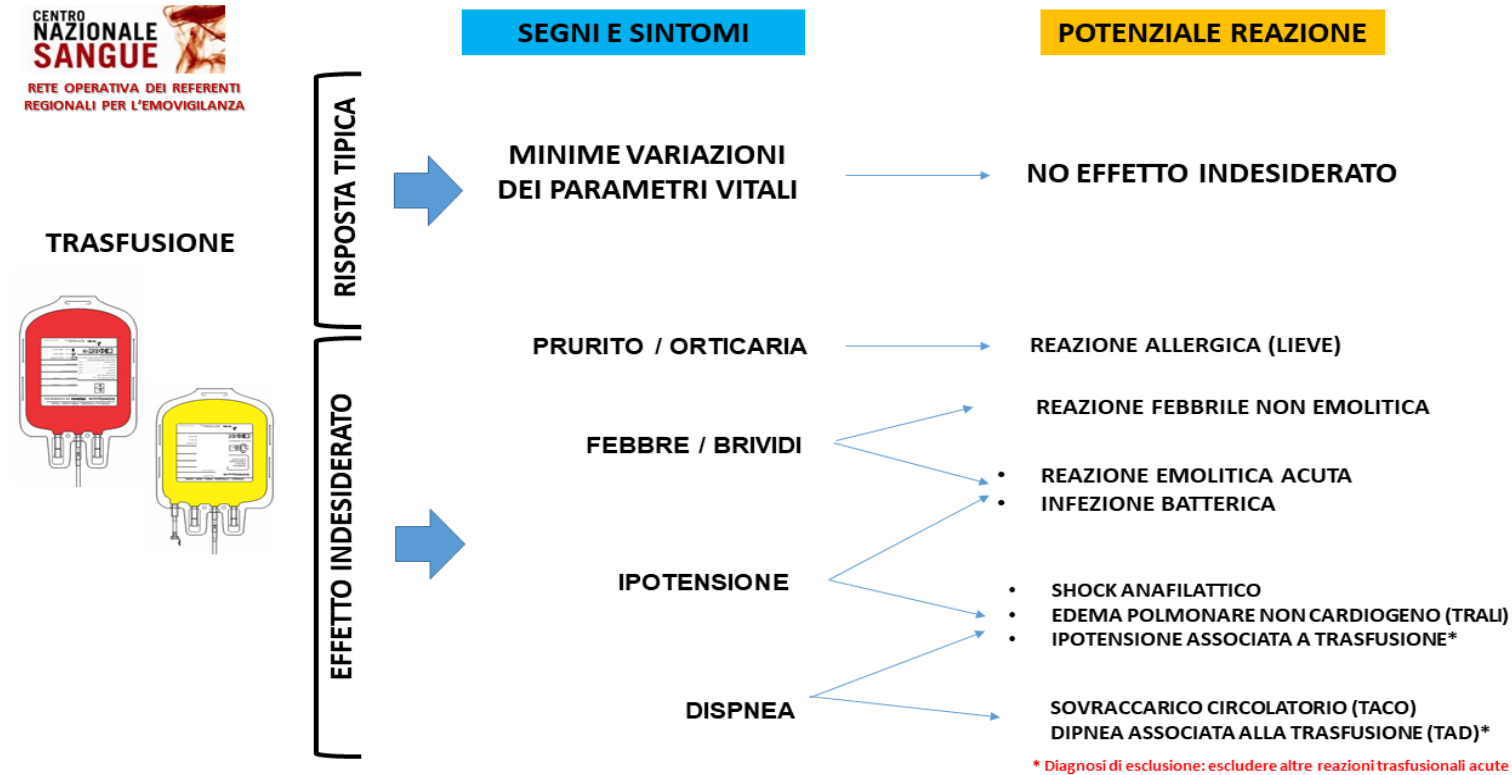 CENTRO
NAZIONALE
SANGUE
RETE OPERATIVA DEI REFERENTI
REGIONALI PER L'EMOVIGILANZA
SEGNI E SINTOMI
POTENZIALE REAZIONE
TRASFUSIONE
RISPOSTA TIPICA
MINIME VARIAZIONI
DEI PARAMETRI VITALI
NO EFFETTO INDESIDERATO
EFFETTO INDESIDERATO
PRURITO / ORTICARIA
REAZIONE ALLERGICA (LIEVE)
FEBBRE / BRIVIDI
REAZIONE FEBBRILE NON EMOLITICA
• REAZIONE EMOLITICA ACUTA
• INFEZIONE BATTERICA
IPOTENSIONE
• SHOCK ANAFILATTICO
• EDEMA POLMONARE NON CARDIOGENO (TRALI)
• IPOTENSIONE ASSOCIATA A TRASFUSIONE*
DISPNEA
SOVRACCARICO CIRCOLATORIO (TACO)
DIPNEA ASSOCIATA ALLA TRASFUSIONE (TAD)*
* Diagnosi di esclusione: escludere altre reazioni trasfusionali acute